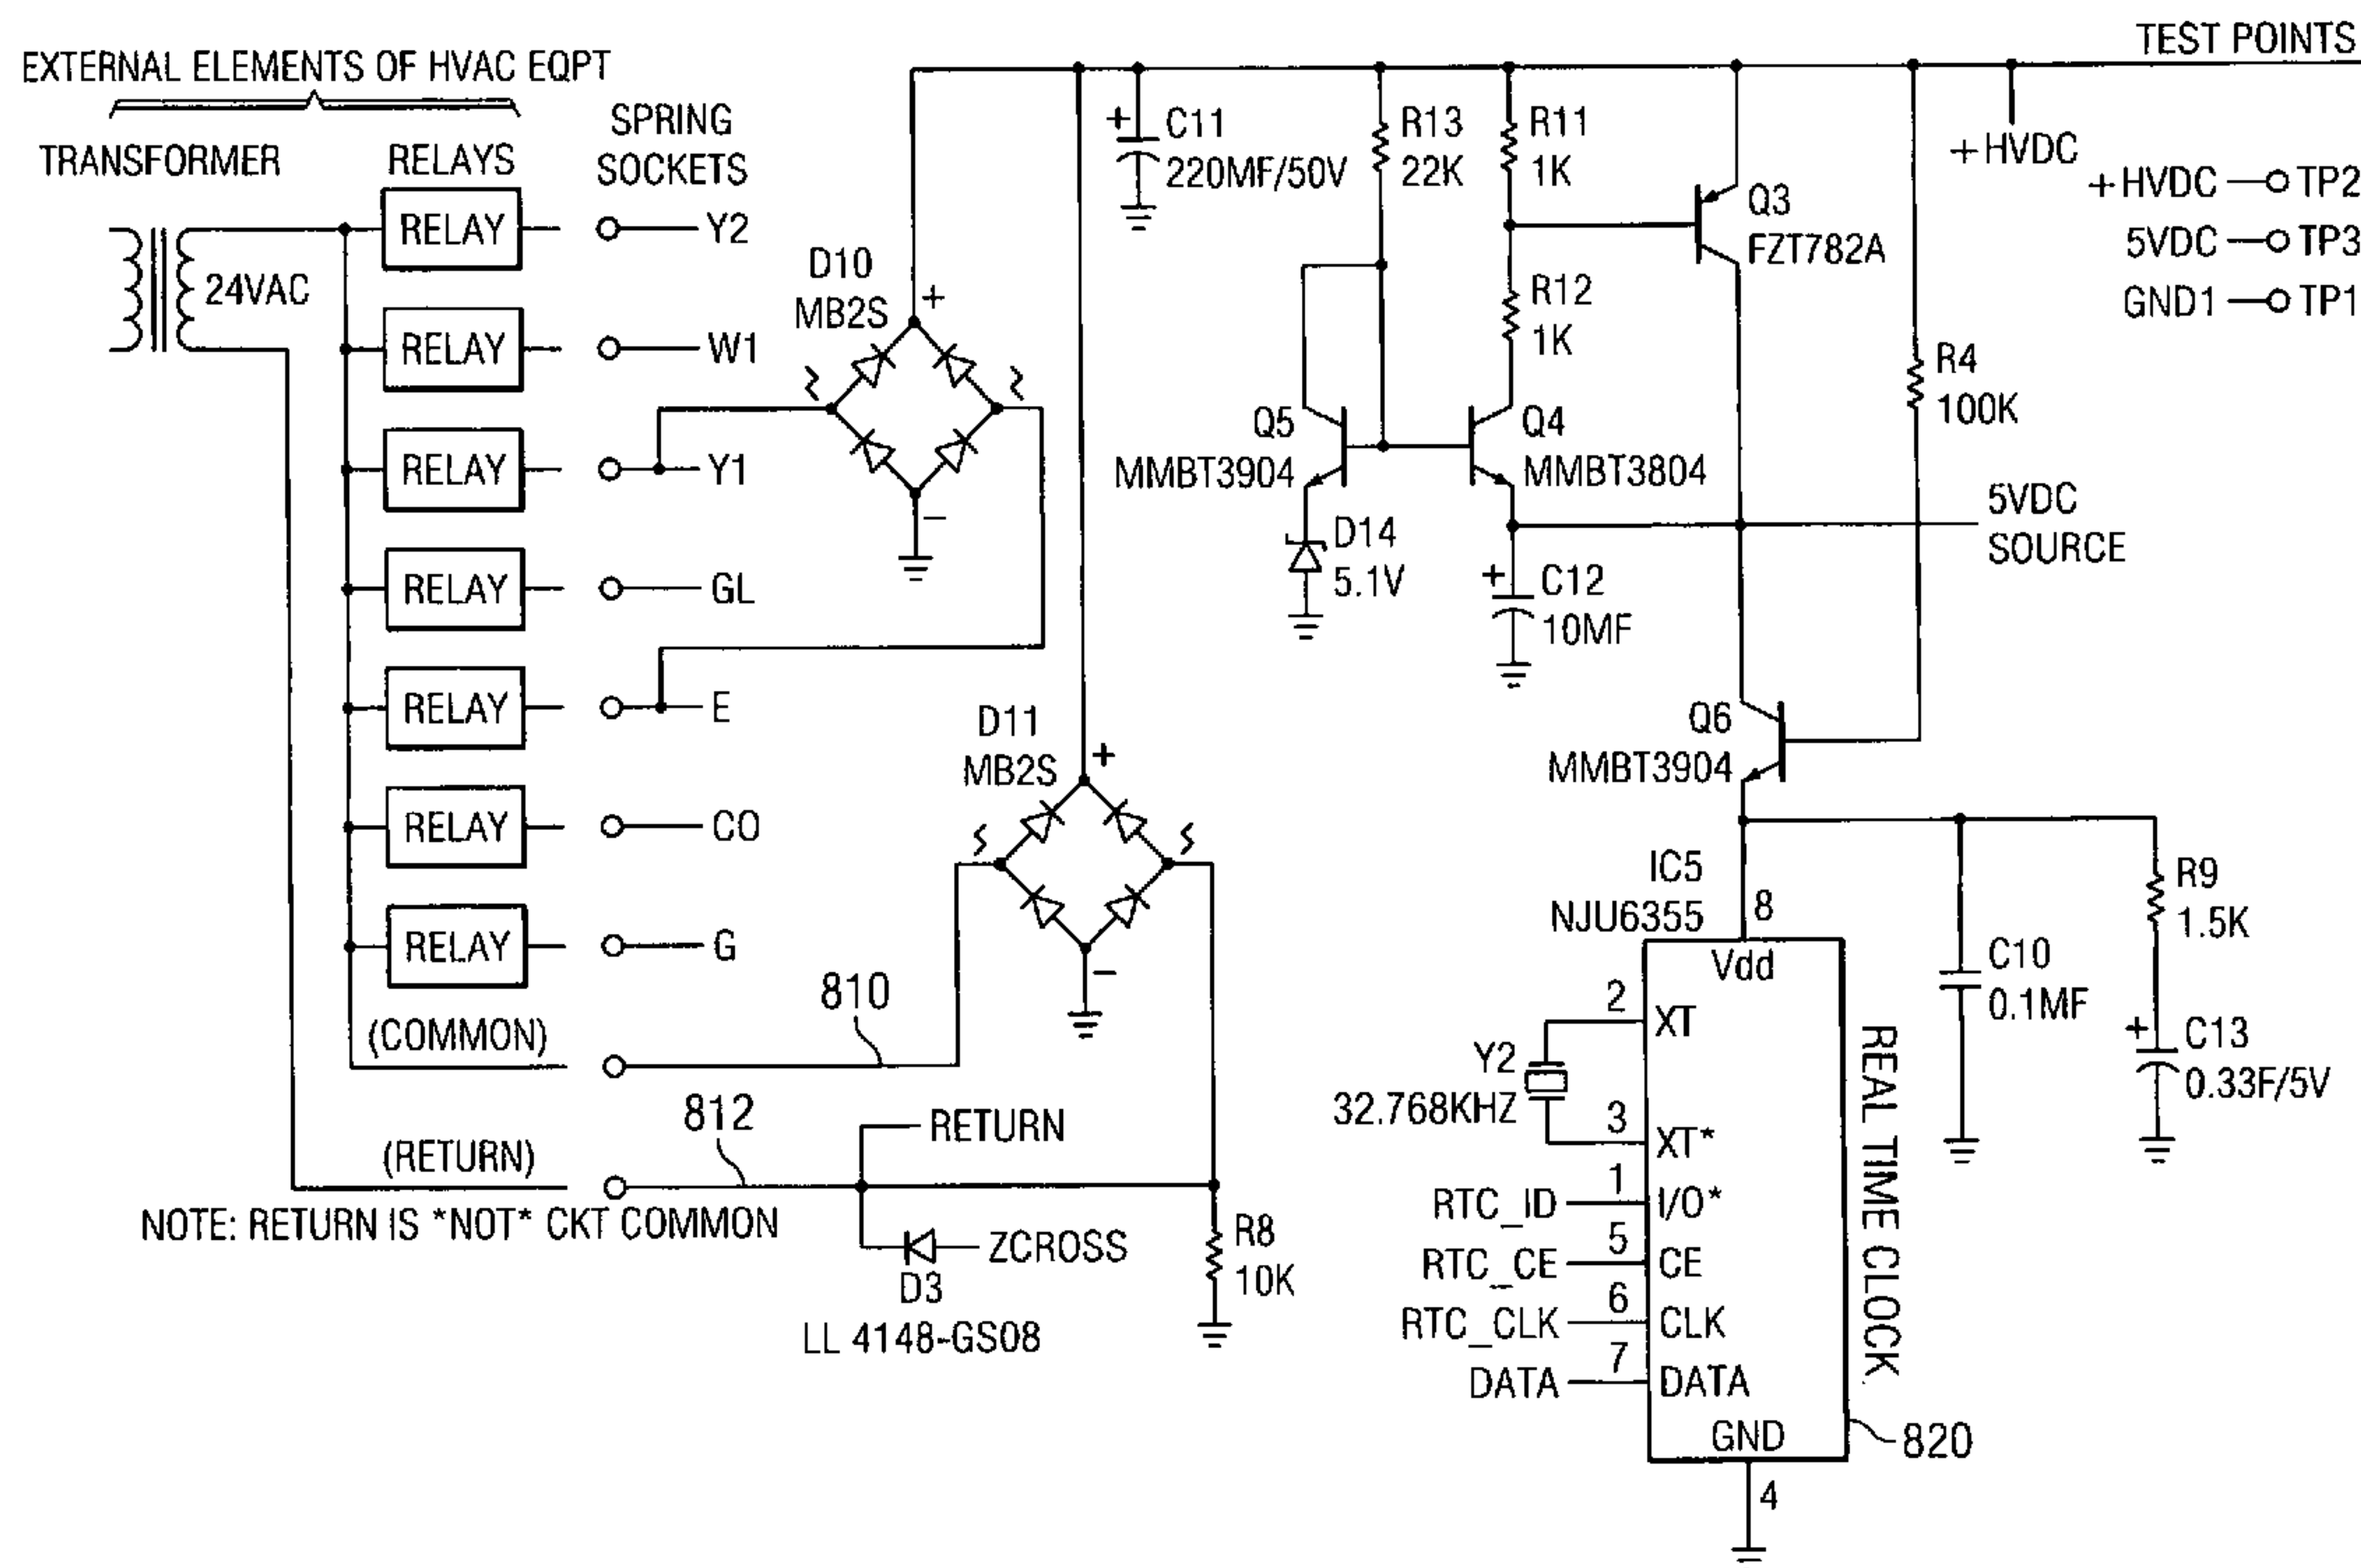 TEST POINTS
EXTERNAL ELEMENTS OF HVAC EQPT
TRANSFORMER
RELAYS
SPRING
SOCKETS
24VAC
RELAY
Y2
RELAY
W1
RELAY
Y1
RELAY
GL
RELAY
E
RELAY
CO
RELAY
G
(COMMON)
810
(RETURN)
812
RETURN
NOTE: RETURN IS *NOT* CKT COMMON
ZCROSS
D3
LL 4148-GS08
R8
10K
D10
MB2S
+
−
D11
MB2S
+
−
+
C11
220MF/50V
R13
22K
R11
1K
R12
1K
Q3
FZT782A
+HVDC
+HVDC TP2
5VDC TP3
GND1 TP1
R4
100K
Q5
MMBT3904
Q4
MMBT3804
D14
5.1V
+
C12
10MF
5VDC
SOURCE
Q6
MMBT3904
IC5
NJU6355
8
Vdd
2
XT
Y2
32.768KHZ
3
XT*
RTC_ID
1
I/O*
RTC_CE
5
CE
RTC_CLK
6
CLK
DATA
7
DATA
GND
4
REAL TIME CLOCK
820
C10
0.1MF
R9
1.5K
+
C13
0.33F/5V